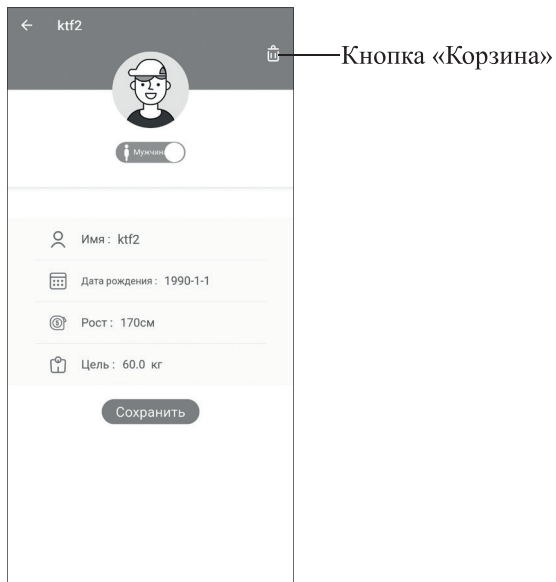 ktf2
Кнопка «Корзина»
Мужчин
Имя : ktf2
Дата рождения : 1990-1-1
Рост : 170см
Цель : 60.0 кг
Сохранить